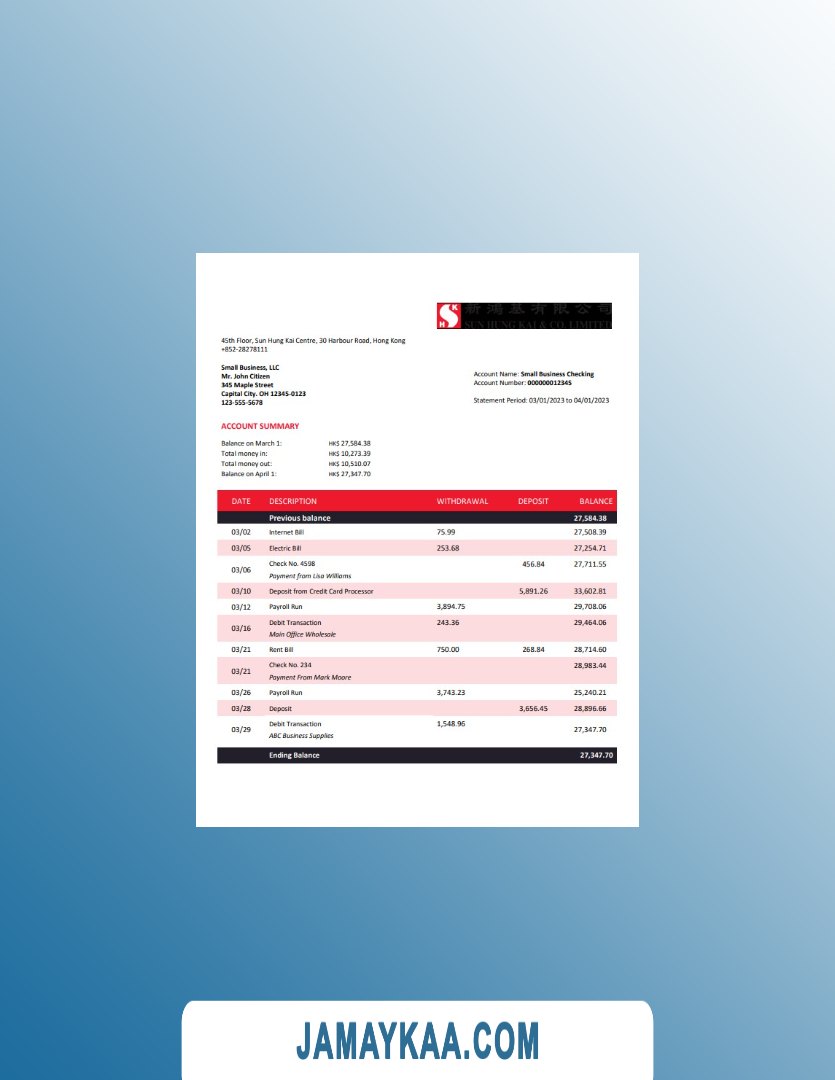 新鴻基有限公司
SUN HUNG KAI & CO. LIMITED
45th Floor, Sun Hung Kai Centre, 30 Harbour Road, Hong Kong
+852-28278111
Small Business, LLC
Mr. John Citizen
345 Maple Street
Capital City. OH 12345-0123
123-555-5678
Account Name: Small Business Checking
Account Number: 000000012345
Statement Period: 03/01/2023 to 04/01/2023
ACCOUNT SUMMARY
Balance on March 1: HK$ 27,584.38
Total money in: HK$ 10,273.39
Total money out: HK$ 10,510.07
Balance on April 1: HK$ 27,347.70
DATE DESCRIPTION WITHDRAWAL DEPOSIT BALANCE
Previous balance 27,584.38
03/02 Internet Bill 75.99 27,508.39
03/05 Electric Bill 253.68 27,254.71
03/06 Check No. 4598 456.84 27,711.55
Payment from Lisa Williams
03/10 Deposit from Credit Card Processor 5,891.26 33,602.81
03/12 Payroll Run 3,894.75 29,708.06
03/16 Debit Transaction 243.36 29,464.06
Main Office Wholesale
03/21 Rent Bill 750.00 268.84 28,714.60
03/21 Check No. 234 28,983.44
Payment From Mark Moore
03/26 Payroll Run 3,743.23 25,240.21
03/28 Deposit 3,656.45 28,896.66
03/29 Debit Transaction 1,548.96 27,347.70
ABC Business Supplies
Ending Balance 27,347.70
JAMAYKAA.COM